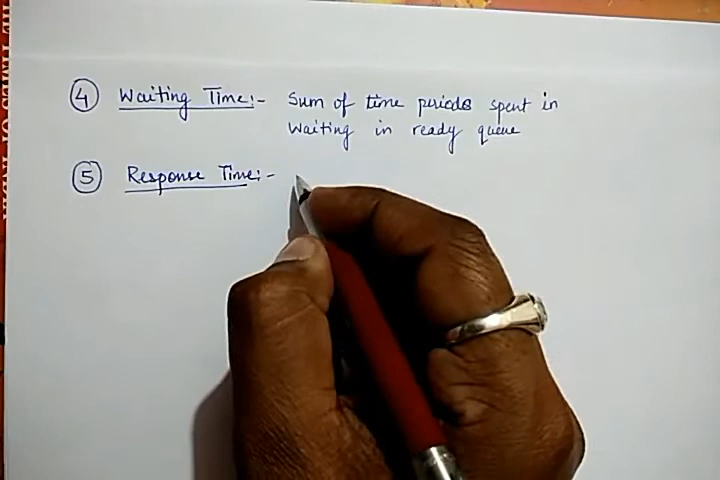 ④ Waiting Time:- Sum of time periods spent in
waiting in ready queue
⑤ Response Time:-